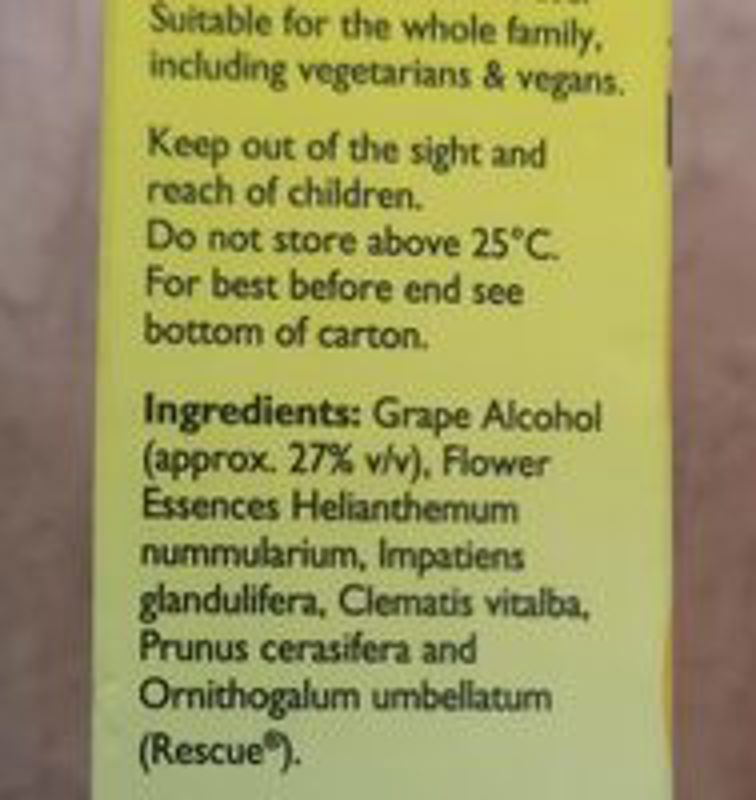 Suitable for the whole family,
including vegetarians & vegans.
Keep out of the sight and
reach of children.
Do not store above 25°C.
For best before end see
bottom of carton.
Ingredients: Grape Alcohol
(approx. 27% v/v), Flower
Essences Helianthemum
nummularium, Impatiens
glandulifera, Clematis vitalba,
Prunus cerasifera and
Ornithogalum umbellatum
(Rescue®).